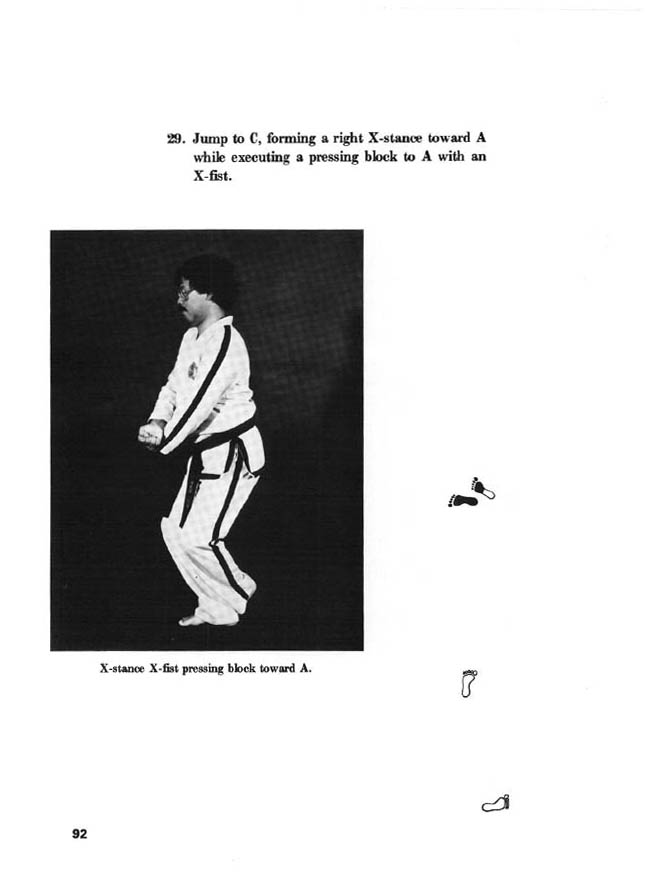 29. Jump to C, forming a right X-stance toward A
while executing a pressing block to A with an
X-fist.
X-stance X-fist pressing block toward A.
92